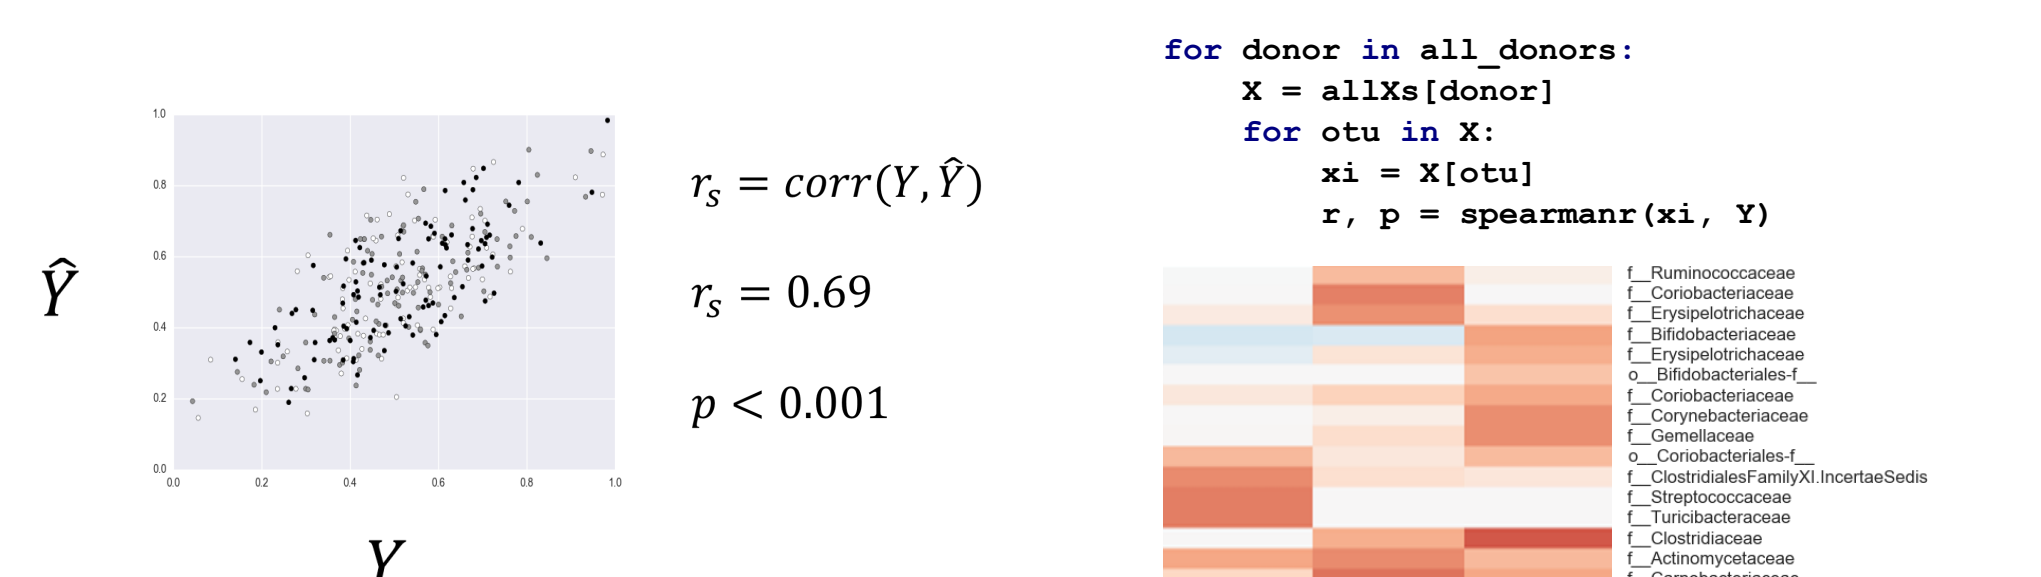 for donor in all_donors:
X = allXs[donor]
for otu in X:
xi = X[otu]
r, p = spearmanr(xi, Y)
1.0
0.8
0.6
0.4
0.2
0.0
0.0 0.2 0.4 0.6 0.8 1.0
Ŷ
Y
r_s = corr(Y, Ŷ)
r_s = 0.69
p < 0.001
f__Ruminococcaceae
f__Coriobacteriaceae
f__Erysipelotrichaceae
f__Bifidobacteriaceae
f__Erysipelotrichaceae
o__Bifidobacteriales-f__
f__Coriobacteriaceae
f__Corynebacteriaceae
f__Gemellaceae
o__Coriobacteriales-f__
f__ClostridialesFamilyXI.IncertaeSedis
f__Streptococcaceae
f__Turicibacteraceae
f__Clostridiaceae
f__Actinomycetaceae